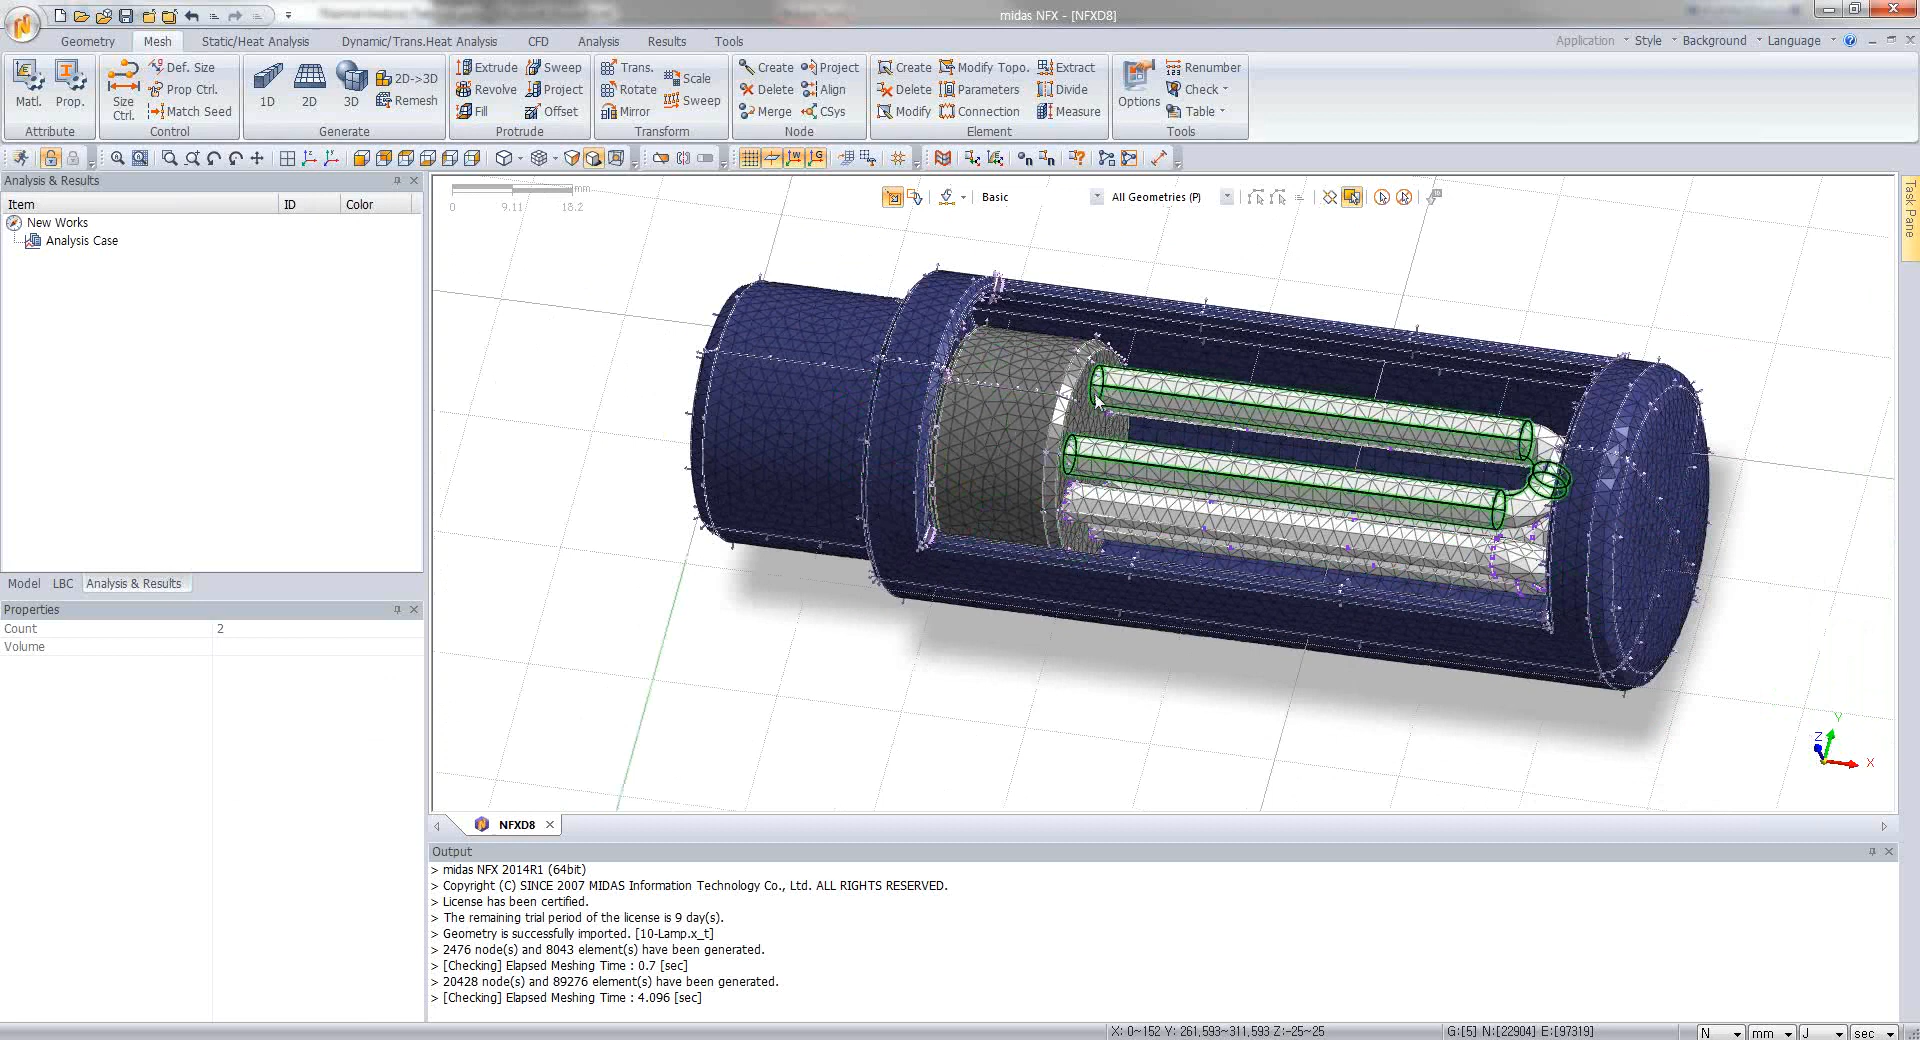 midas NFX - [NFXD8]
Geometry Mesh Static/Heat Analysis Dynamic/Trans.Heat Analysis CFD Analysis Results Tools Application Style Background Language
Extrude Sweep Trans. Create Project Create Modify Topo. Extract Renumber
Def. Size 2D->3D Scale
Revolve Project Rotate Delete Align Delete Parameters Divide Check
Prop Ctrl. Remesh Sweep
Matl. Prop. Size Ctrl. Match Seed 1D 2D 3D Fill Offset Mirror Merge CSys Modify Connection Measure Options Table
Attribute Control Generate Protrude Transform Node Element Tools
Analysis & Results
Item ID Color
New Works
Analysis Case
mm
0 9.11 18.2
Basic All Geometries (P)
Task Pane
Model LBC Analysis & Results
Properties
Count 2
Volume
Y
Z
X
NFXD8
Output
> midas NFX 2014R1 (64bit)
> Copyright (C) SINCE 2007 MIDAS Information Technology Co., Ltd. ALL RIGHTS RESERVED.
> License has been certified.
> The remaining trial period of the license is 9 day(s).
> Geometry is successfully imported. [10-Lamp.x_t]
> 2476 node(s) and 8043 element(s) have been generated.
> [Checking] Elapsed Meshing Time : 0.7 [sec]
> 20428 node(s) and 89276 element(s) have been generated.
> [Checking] Elapsed Meshing Time : 4.096 [sec]
X: 0~152 Y: 261,593~311,593 Z:-25~25 G:[5] N:[22904] E:[97319] N mm J sec